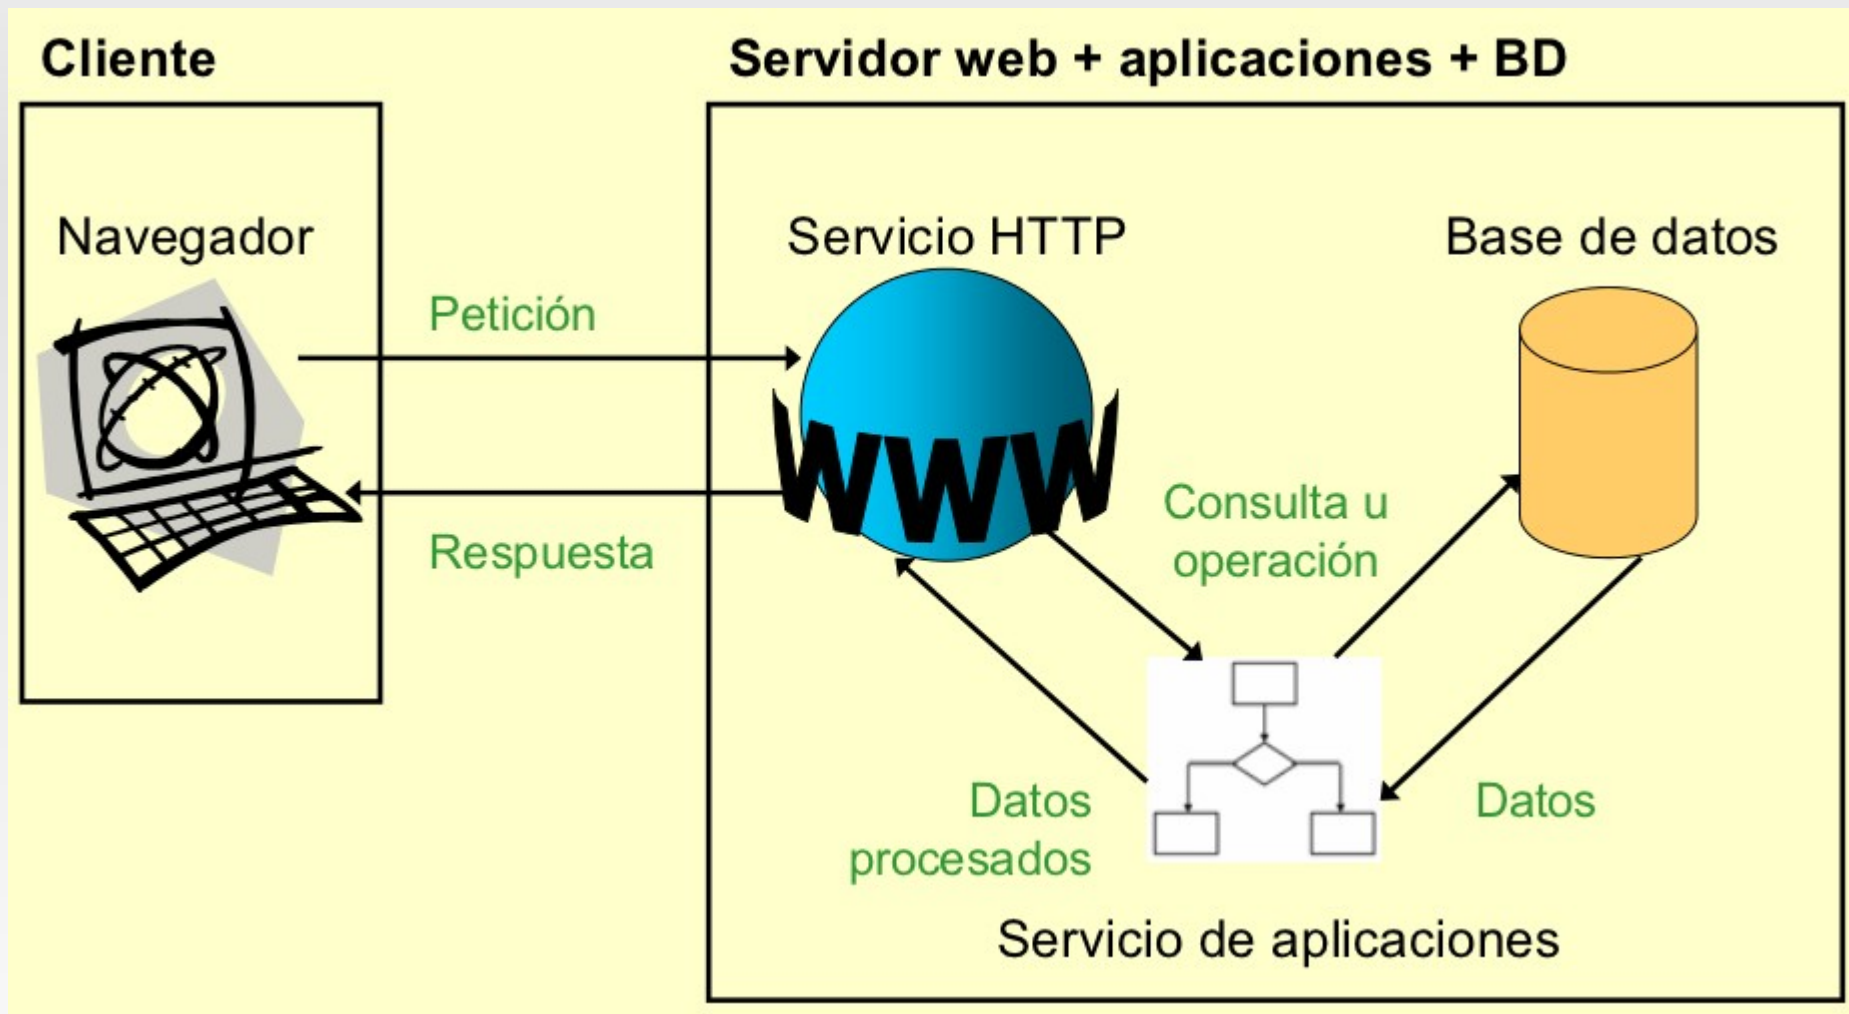 Cliente
Servidor web + aplicaciones + BD
Navegador
Servicio HTTP
Base de datos
Petición
WWW
Respuesta
Consulta u
operación
Datos
procesados
Datos
Servicio de aplicaciones